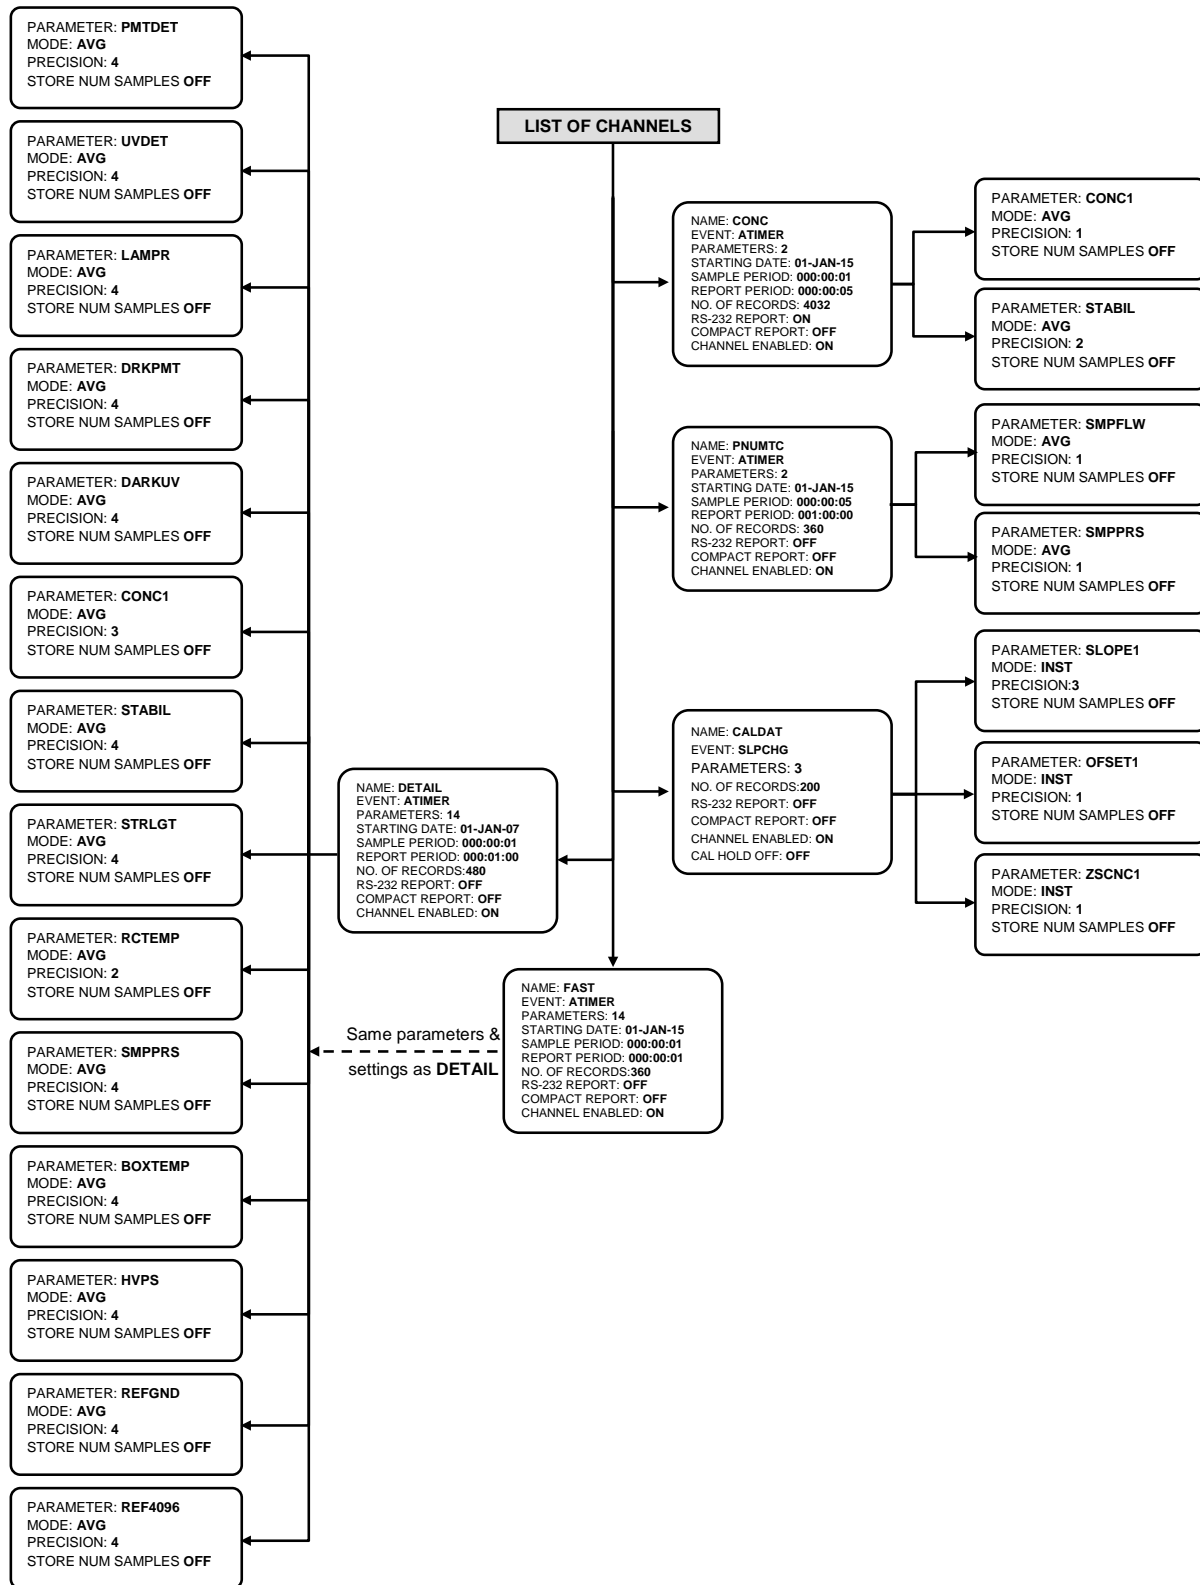 PARAMETER: PMTDET
MODE: AVG
PRECISION: 4
STORE NUM SAMPLES OFF
PARAMETER: UVDET
MODE: AVG
PRECISION: 4
STORE NUM SAMPLES OFF
PARAMETER: LAMPR
MODE: AVG
PRECISION: 4
STORE NUM SAMPLES OFF
PARAMETER: DRKPMT
MODE: AVG
PRECISION: 4
STORE NUM SAMPLES OFF
PARAMETER: DARKUV
MODE: AVG
PRECISION: 4
STORE NUM SAMPLES OFF
PARAMETER: CONC1
MODE: AVG
PRECISION: 3
STORE NUM SAMPLES OFF
PARAMETER: STABIL
MODE: AVG
PRECISION: 4
STORE NUM SAMPLES OFF
PARAMETER: STRLGT
MODE: AVG
PRECISION: 4
STORE NUM SAMPLES OFF
PARAMETER: RCTEMP
MODE: AVG
PRECISION: 2
STORE NUM SAMPLES OFF
PARAMETER: SMPPRS
MODE: AVG
PRECISION: 4
STORE NUM SAMPLES OFF
PARAMETER: BOXTEMP
MODE: AVG
PRECISION: 4
STORE NUM SAMPLES OFF
PARAMETER: HVPS
MODE: AVG
PRECISION: 4
STORE NUM SAMPLES OFF
PARAMETER: REFGND
MODE: AVG
PRECISION: 4
STORE NUM SAMPLES OFF
PARAMETER: REF4096
MODE: AVG
PRECISION: 4
STORE NUM SAMPLES OFF
LIST OF CHANNELS
NAME: CONC
EVENT: ATIMER
PARAMETERS: 2
STARTING DATE: 01-JAN-15
SAMPLE PERIOD: 000:00:01
REPORT PERIOD: 000:00:05
NO. OF RECORDS: 4032
RS-232 REPORT: ON
COMPACT REPORT: OFF
CHANNEL ENABLED: ON
NAME: PNUMTC
EVENT: ATIMER
PARAMETERS: 2
STARTING DATE: 01-JAN-15
SAMPLE PERIOD: 000:00:05
REPORT PERIOD: 001:00:00
NO. OF RECORDS: 360
RS-232 REPORT: OFF
COMPACT REPORT: OFF
CHANNEL ENABLED: ON
NAME: CALDAT
EVENT: SLPCHG
PARAMETERS: 3
NO. OF RECORDS:200
RS-232 REPORT: OFF
COMPACT REPORT: OFF
CHANNEL ENABLED: ON
CAL HOLD OFF: OFF
NAME: DETAIL
EVENT: ATIMER
PARAMETERS: 14
STARTING DATE: 01-JAN-07
SAMPLE PERIOD: 000:00:01
REPORT PERIOD: 000:01:00
NO. OF RECORDS:480
RS-232 REPORT: OFF
COMPACT REPORT: OFF
CHANNEL ENABLED: ON
NAME: FAST
EVENT: ATIMER
PARAMETERS: 14
STARTING DATE: 01-JAN-15
SAMPLE PERIOD: 000:00:01
REPORT PERIOD: 000:00:01
NO. OF RECORDS:360
RS-232 REPORT: OFF
COMPACT REPORT: OFF
CHANNEL ENABLED: ON
Same parameters &
settings as DETAIL
PARAMETER: CONC1
MODE: AVG
PRECISION: 1
STORE NUM SAMPLES OFF
PARAMETER: STABIL
MODE: AVG
PRECISION: 2
STORE NUM SAMPLES OFF
PARAMETER: SMPFLW
MODE: AVG
PRECISION: 1
STORE NUM SAMPLES OFF
PARAMETER: SMPPRS
MODE: AVG
PRECISION: 1
STORE NUM SAMPLES OFF
PARAMETER: SLOPE1
MODE: INST
PRECISION:3
STORE NUM SAMPLES OFF
PARAMETER: OFSET1
MODE: INST
PRECISION: 1
STORE NUM SAMPLES OFF
PARAMETER: ZSCNC1
MODE: INST
PRECISION: 1
STORE NUM SAMPLES OFF